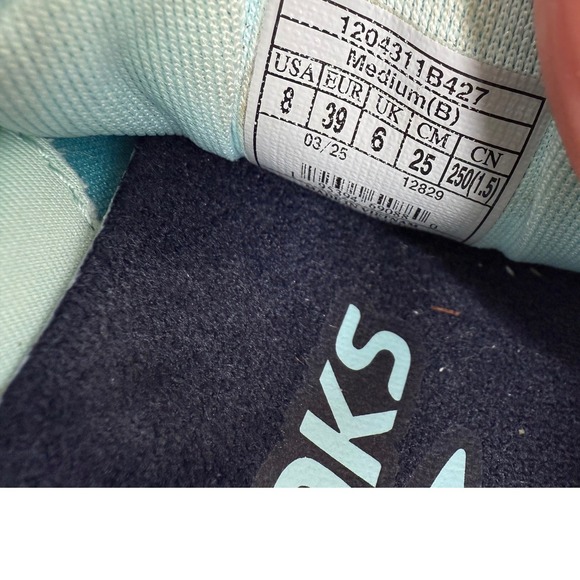 1204311B427
Medium(B)
USA EUR UK CM CN
8 39 6 25 250(1.5)
03/25 12829
OKS